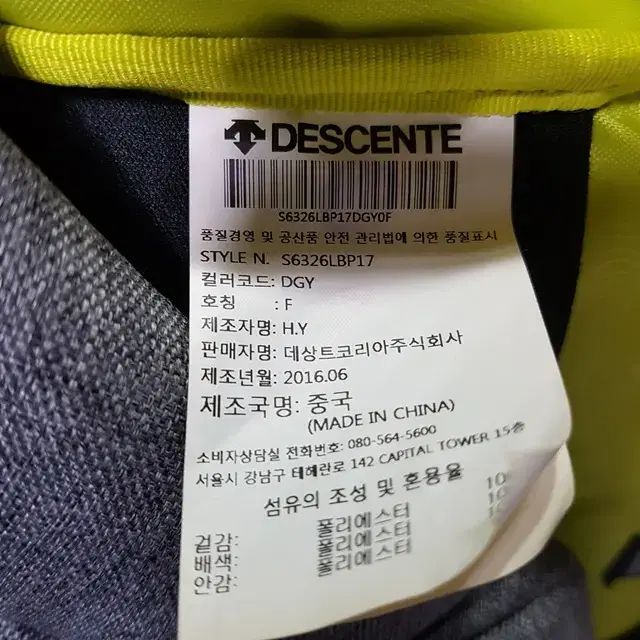 DESCENTE
S6326LBP17DGY0F
품질경영 및 공산품 안전 관리법에 의한 품질표시
STYLE N. S6326LBP17
컬러코드: DGY
호칭 : F
제조자명: H.Y
판매자명: 데상트코리아주식회사
제조년월: 2016.06
제조국명: 중국
(MADE IN CHINA)
소비자상담실 전화번호: 080-564-5600
서울시 강남구 테헤란로 142 CAPITAL TOWER 15층
섬유의 조성 및 혼용율
겉감: 폴리에스터 10
배색: 폴리에스터 10
안감: 폴리에스터 10